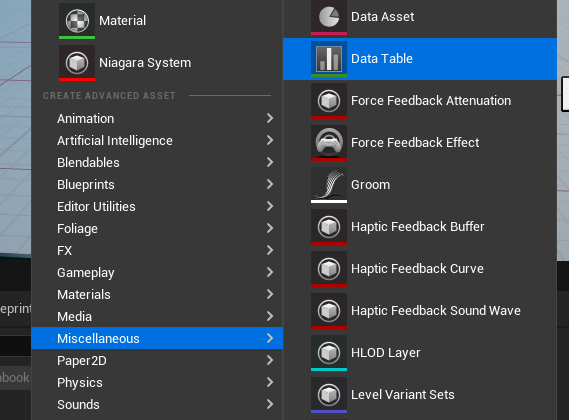 Material
Niagara System
CREATE ADVANCED ASSET
Animation
Artificial Intelligence
Blendables
Blueprints
Editor Utilities
Foliage
FX
Gameplay
Materials
Media
Miscellaneous
Paper2D
Physics
Sounds
Data Asset
Data Table
Force Feedback Attenuation
Force Feedback Effect
Groom
Haptic Feedback Buffer
Haptic Feedback Curve
Haptic Feedback Sound Wave
HLOD Layer
Level Variant Sets